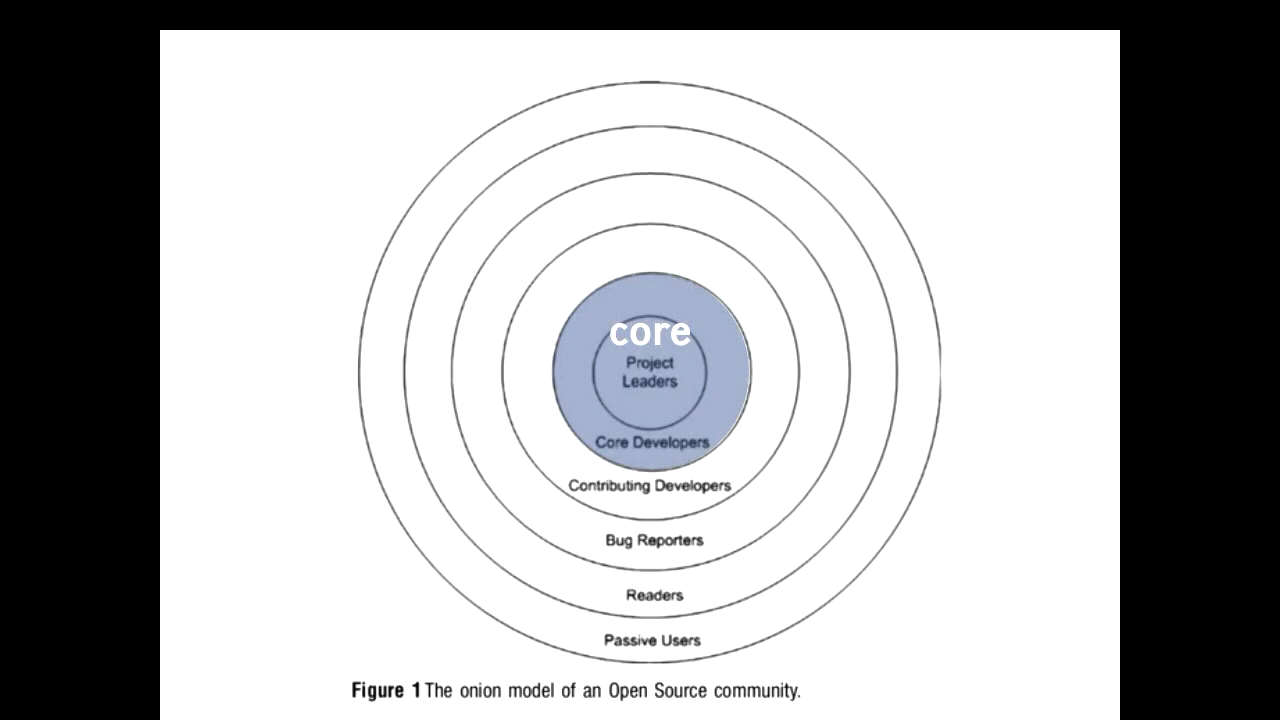 core
Project
Leaders
Core Developers
Contributing Developers
Bug Reporters
Readers
Passive Users
Figure 1 The onion model of an Open Source community.